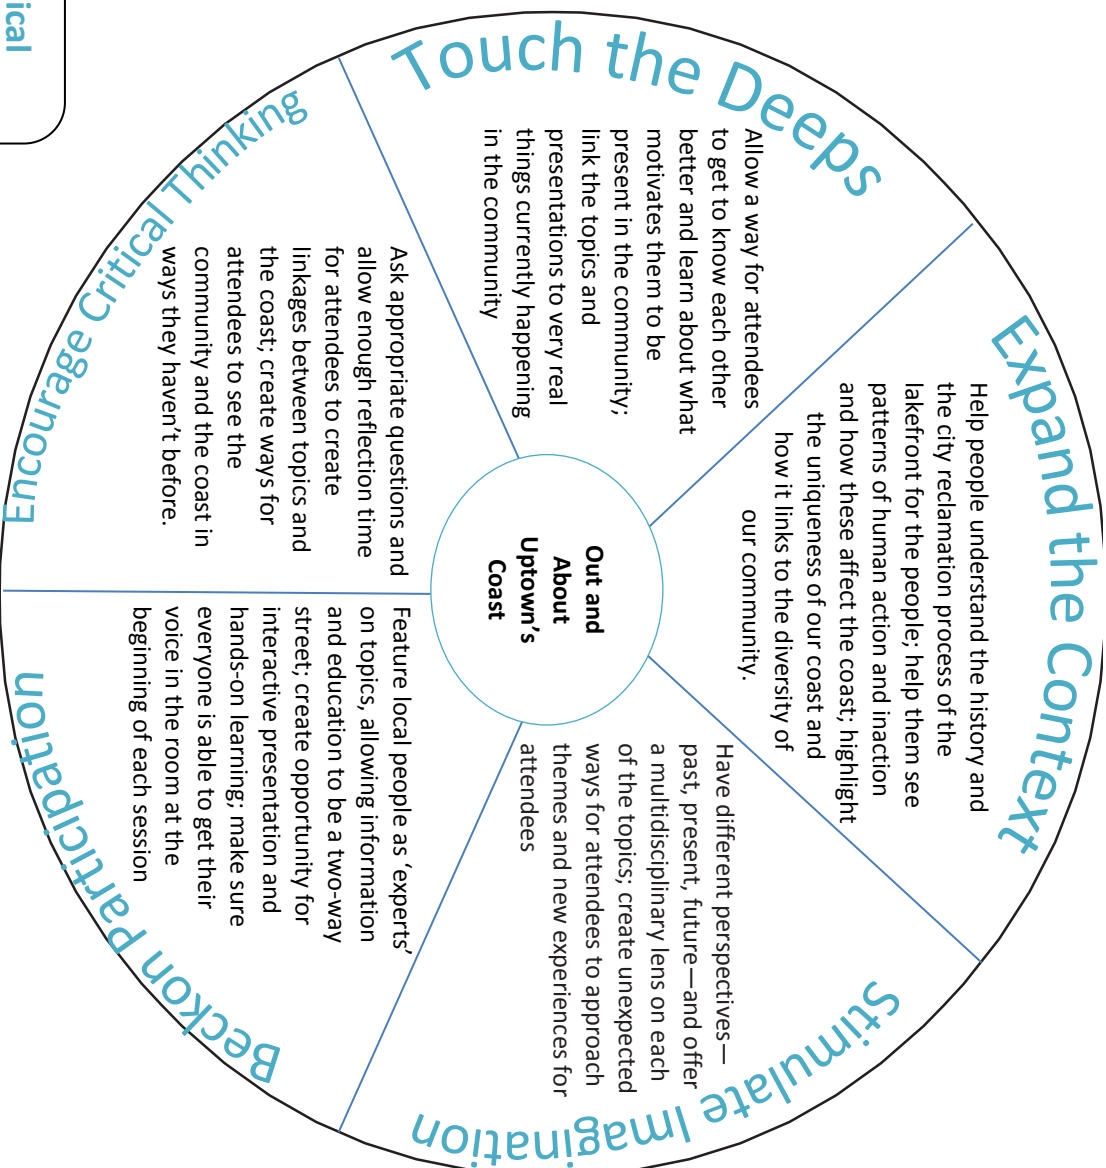 ical
Touch the Deeps
Allow a way for attendees
to get to know each other
better and learn about what
motivates them to be
present in the community;
link the topics and
presentations to very real
things currently happening
in the community
Expand the Context
Help people understand the history and
the city reclamation process of the
lakefront for the people; help them see
patterns of human action and inaction
and how these affect the coast; highlight
the uniqueness of our coast and
how it links to the diversity of
our community.
Stimulate Imagination
Have different perspectives—
past, present, future—and offer
a multidisciplinary lens on each
of the topics; create unexpected
ways for attendees to approach
themes and new experiences for
attendees
Beckon Participation
Feature local people as ‘experts’
on topics, allowing information
and education to be a two-way
street; create opportunity for
interactive presentation and
hands-on learning; make sure
everyone is able to get their
voice in the room at the
beginning of each session
Encourage Critical Thinking
Ask appropriate questions and
allow enough reflection time
for attendees to create
linkages between topics and
the coast; create ways for
attendees to see the
community and the coast in
ways they haven’t before.
Out and
About
Uptown’s
Coast